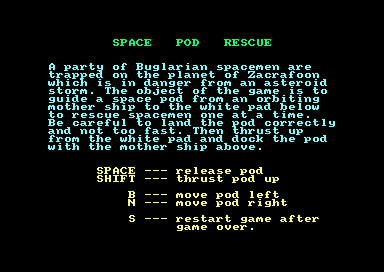 SPACE POD RESCUE
A party of Buglarian spacemen are
trapped on the planet of Zacrafoon
which is in danger from an asteroid
storm. The object of the game is to
guide a space pod from an orbiting
mother ship to the white pad below
to rescue spacemen one at a time.
Be careful to land the pod correctly
and not too fast. Then thrust up
from the white pad and dock the pod
with the mother ship above.
SPACE --- release pod
SHIFT --- thrust pod up
B --- move pod left
N --- move pod right
S --- restart game after
game over.